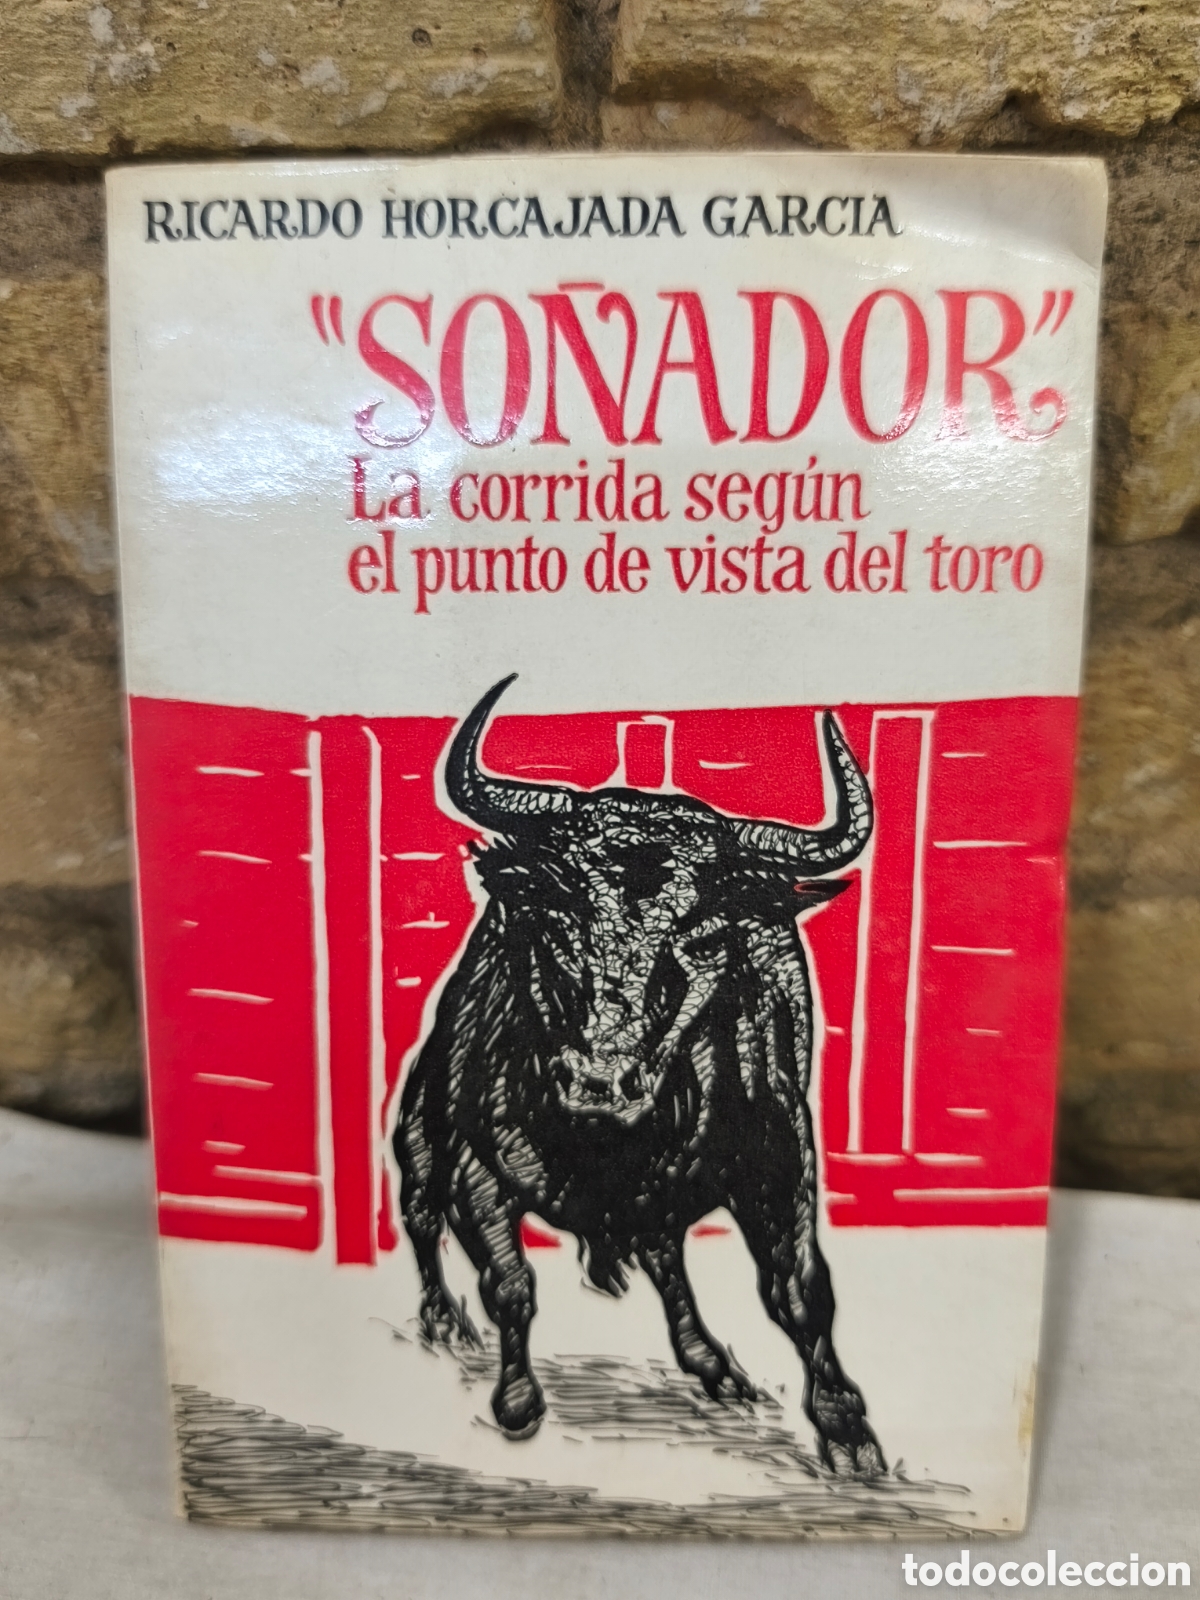 RICARDO HORCAJADA GARCIA
"SOÑADOR"
La corrida según
el punto de vista del toro
todocoleccion